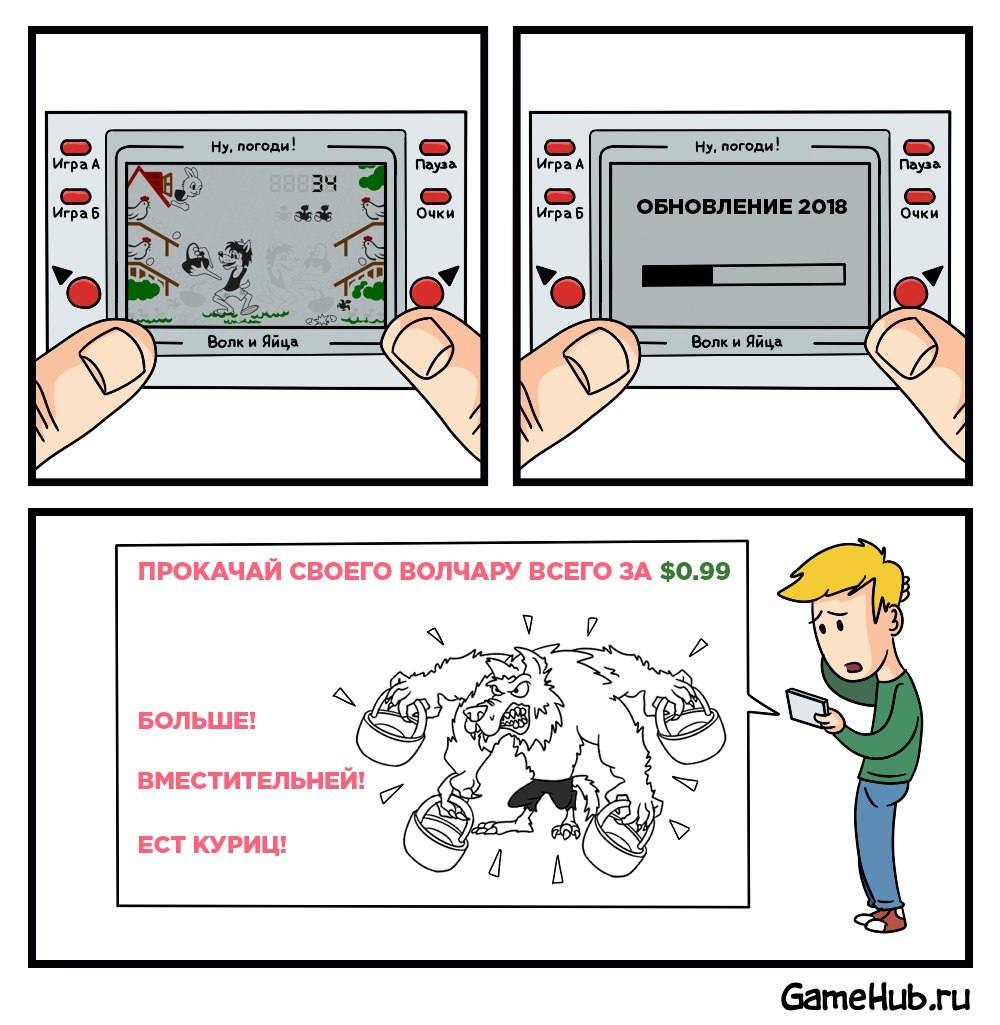 Ну, погоди!
Игра А
Пауза
34
Игра Б
Очки
Волк и Яйца
Ну, погоди!
Игра А
Пауза
ОБНОВЛЕНИЕ 2018
Игра Б
Очки
Волк и Яйца
ПРОКАЧАЙ СВОЕГО ВОЛЧАРУ ВСЕГО ЗА $0.99
БОЛЬШЕ!
ВМЕСТИТЕЛЬНЕЙ!
ЕСТ КУРИЦ!
GameHub.ru